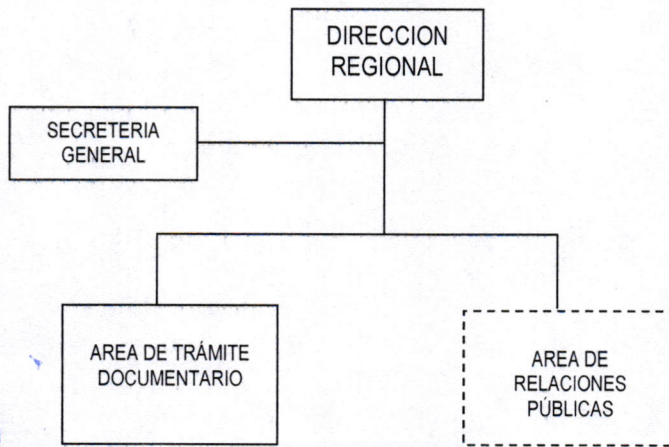 DIRECCION
REGIONAL
SECRETERIA
GENERAL
AREA DE TRÁMITE
DOCUMENTARIO
AREA DE
RELACIONES
PÚBLICAS